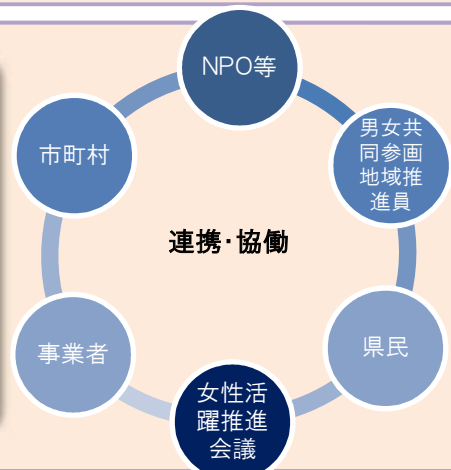 NPO等
男女共
同参画
地域推
進員
市町村
連携・協働
事業者
県民
女性活
躍推進
会議